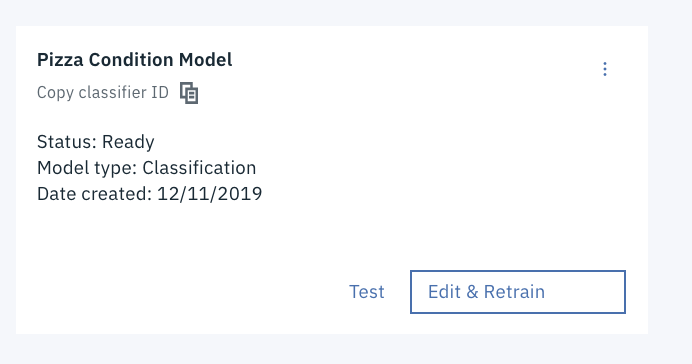 Pizza Condition Model
Copy classifier ID
Status: Ready
Model type: Classification
Date created: 12/11/2019
Test
Edit & Retrain